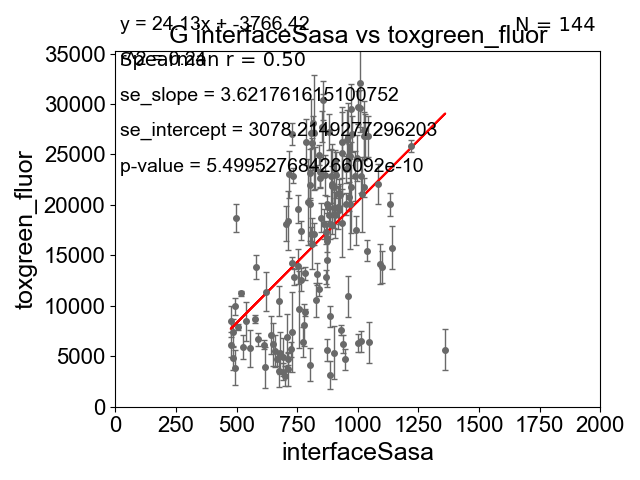 y = 24.13x + -3766.42
N = 144
G interfaceSasa vs toxgreen_fluor
r^2 = 0.24
Spearman r = 0.50
se_slope = 3.621761615100752
se_intercept = 3078.2149277296203
p-value = 5.499527684266092e-10
35000
30000
25000
20000
15000
10000
5000
0
toxgreen_fluor
0 250 500 750 1000 1250 1500 1750 2000
interfaceSasa